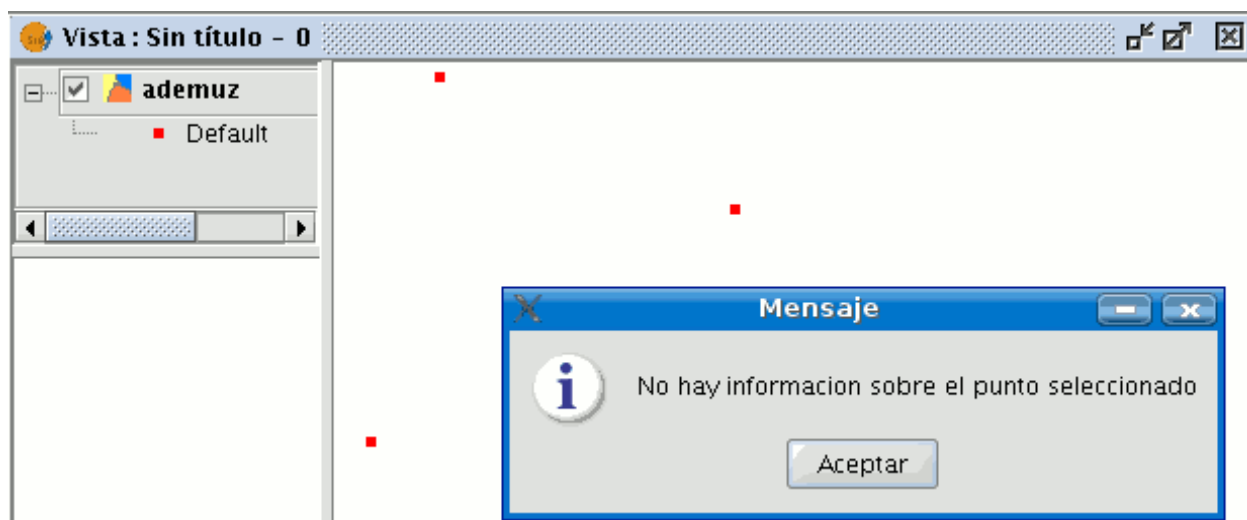 Vista : Sin título - 0
ademuz
Default
Mensaje
No hay informacion sobre el punto seleccionado
Aceptar